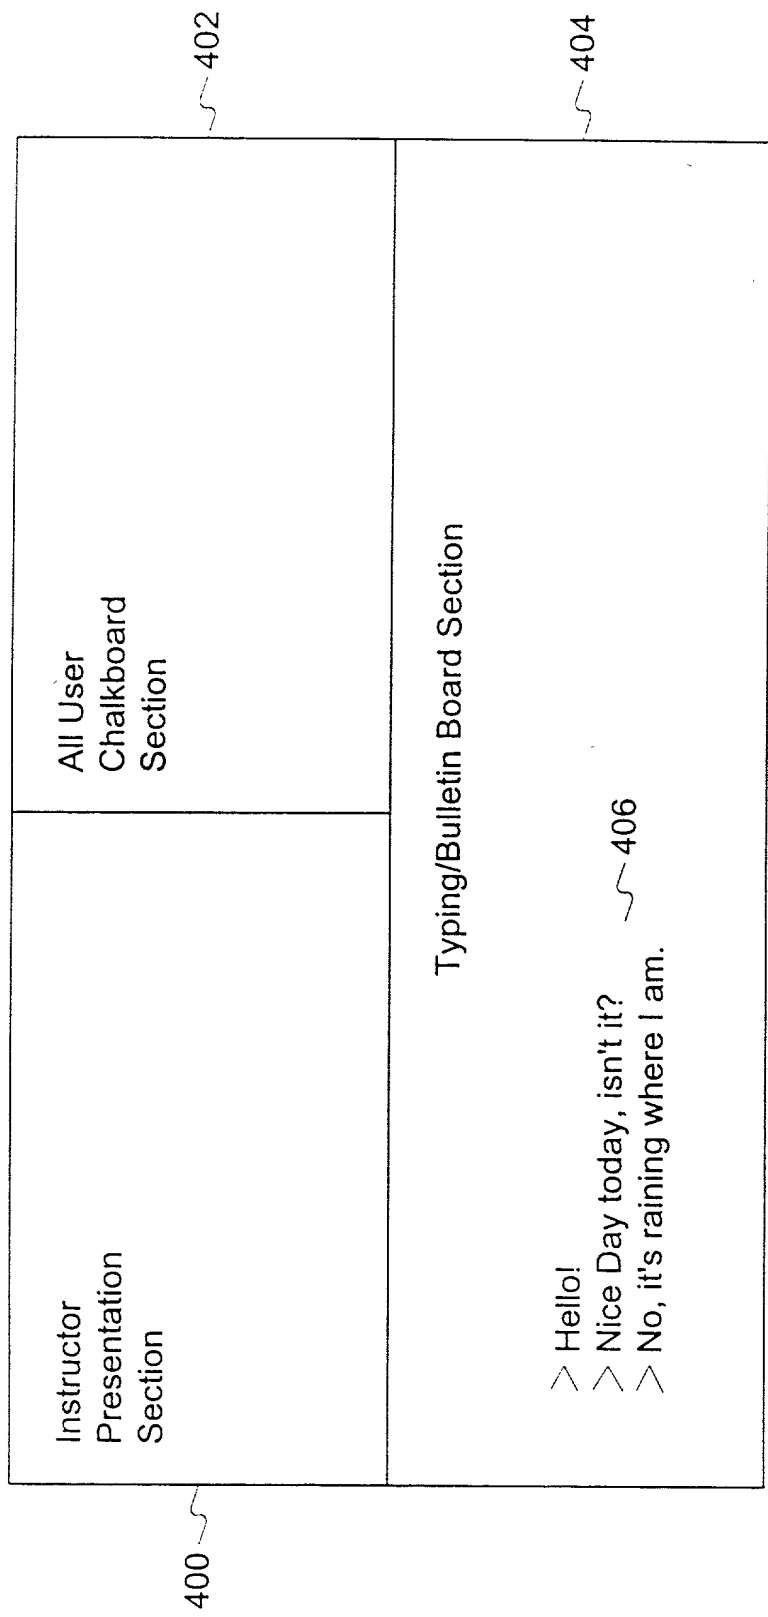 Instructor
Presentation
Section
400
All User
Chalkboard
Section
402
Typing/Bulletin Board Section
404
> Hello!
> Nice Day today, isn't it?
> No, it's raining where I am.
406